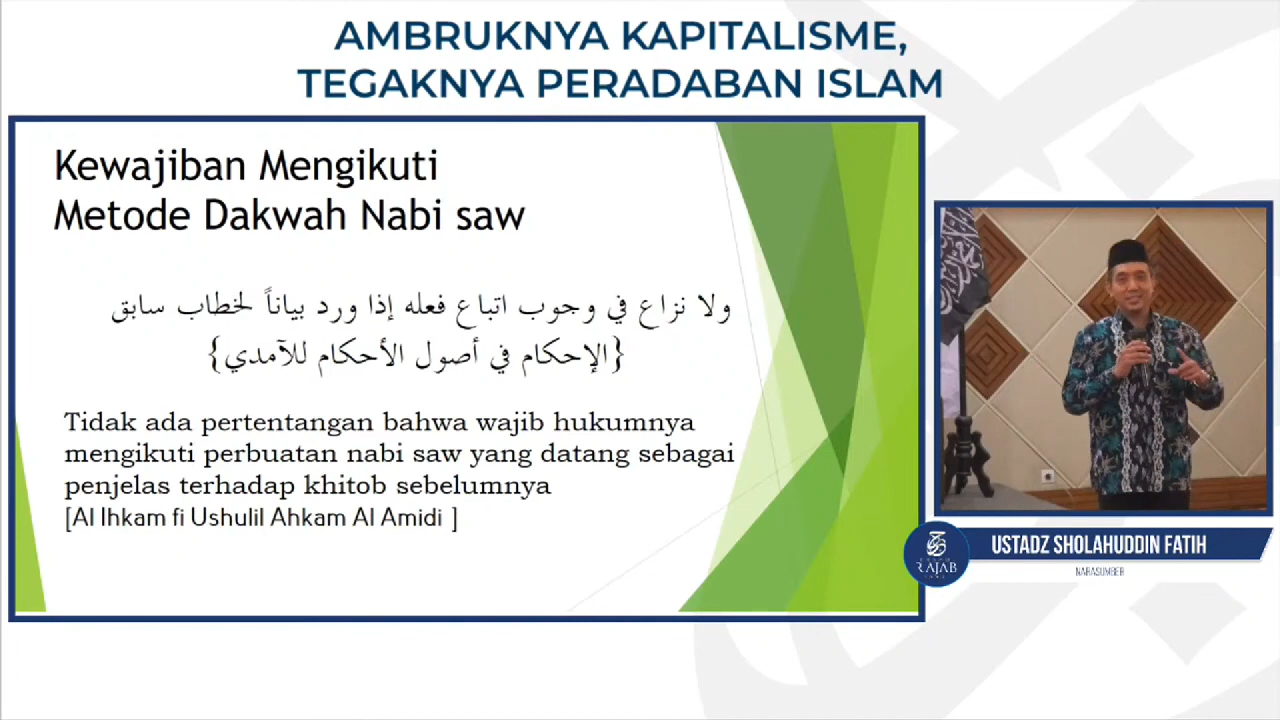 AMBRUKNYA KAPITALISME,
TEGAKNYA PERADABAN ISLAM
Kewajiban Mengikuti
Metode Dakwah Nabi saw
ولا نزاع في وجوب اتباع فعله إذا ورد بياناً لخطاب سابق
{الإحكام في أصول الأحكام للآمدي}
Tidak ada pertentangan bahwa wajib hukumnya
mengikuti perbuatan nabi saw yang datang sebagai
penjelas terhadap khitob sebelumnya
[Al Ihkam fi Ushulil Ahkam Al Amidi ]
RAJAB
USTADZ SHOLAHUDDIN FATIH
NARASUMBER